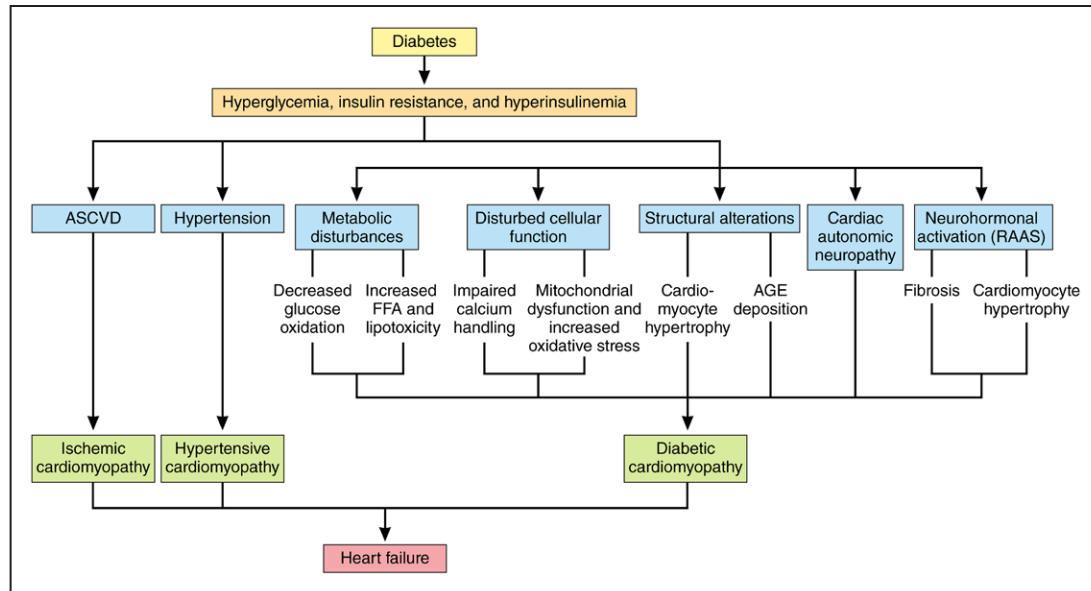 Diabetes
Hyperglycemia, insulin resistance, and hyperinsulinemia
ASCVD
Hypertension
Metabolic
disturbances
Disturbed cellular
function
Structural alterations
Cardiac
autonomic
neuropathy
Neurohormonal
activation (RAAS)
Decreased
glucose
oxidation
Increased
FFA and
lipotoxicity
Impaired
calcium
handling
Mitochondrial
dysfunction and
increased
oxidative stress
Cardio-
myocyte
hypertrophy
AGE
deposition
Fibrosis
Cardiomyocyte
hypertrophy
Ischemic
cardiomyopathy
Hypertensive
cardiomyopathy
Diabetic
cardiomyopathy
Heart failure